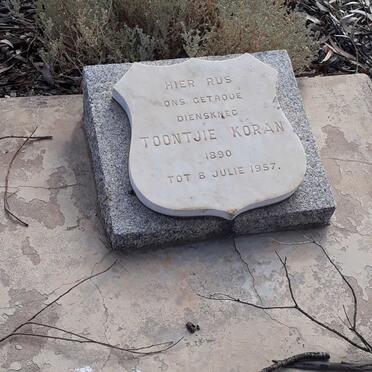 HIER RUS
ONS GETROUE
DIENSKNEG
TOONTJIE KORAN
1890
TOT 8 JULIE 1957.